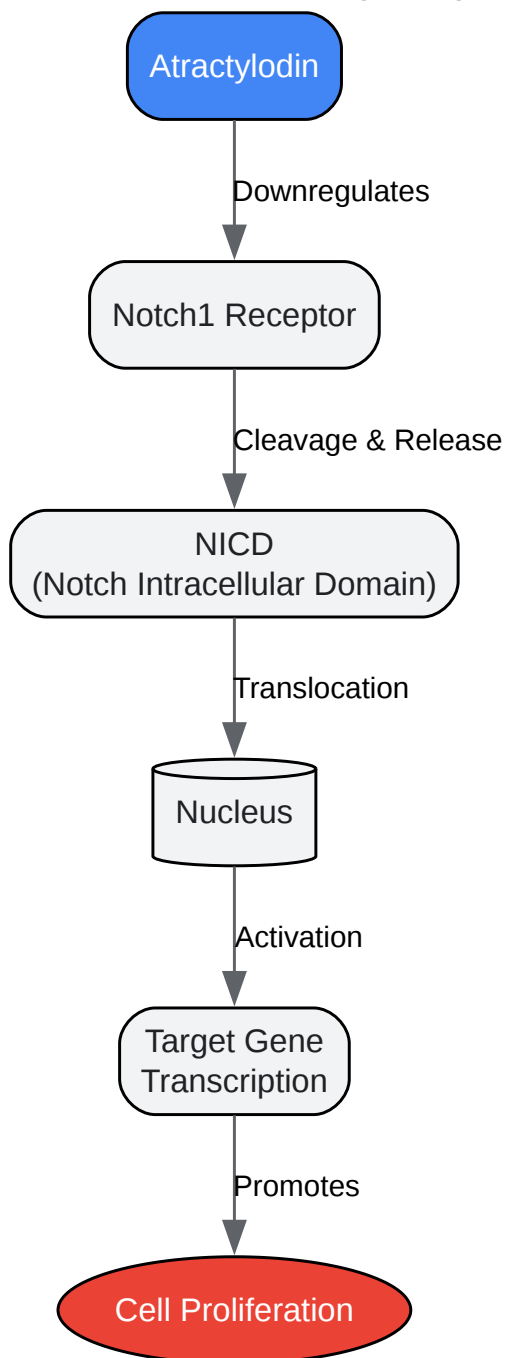 Atractylodin
Downregulates
Notch1 Receptor
Cleavage & Release
NICD
(Notch Intracellular Domain)
Translocation
Nucleus
Activation
Target Gene
Transcription
Promotes
Cell Proliferation